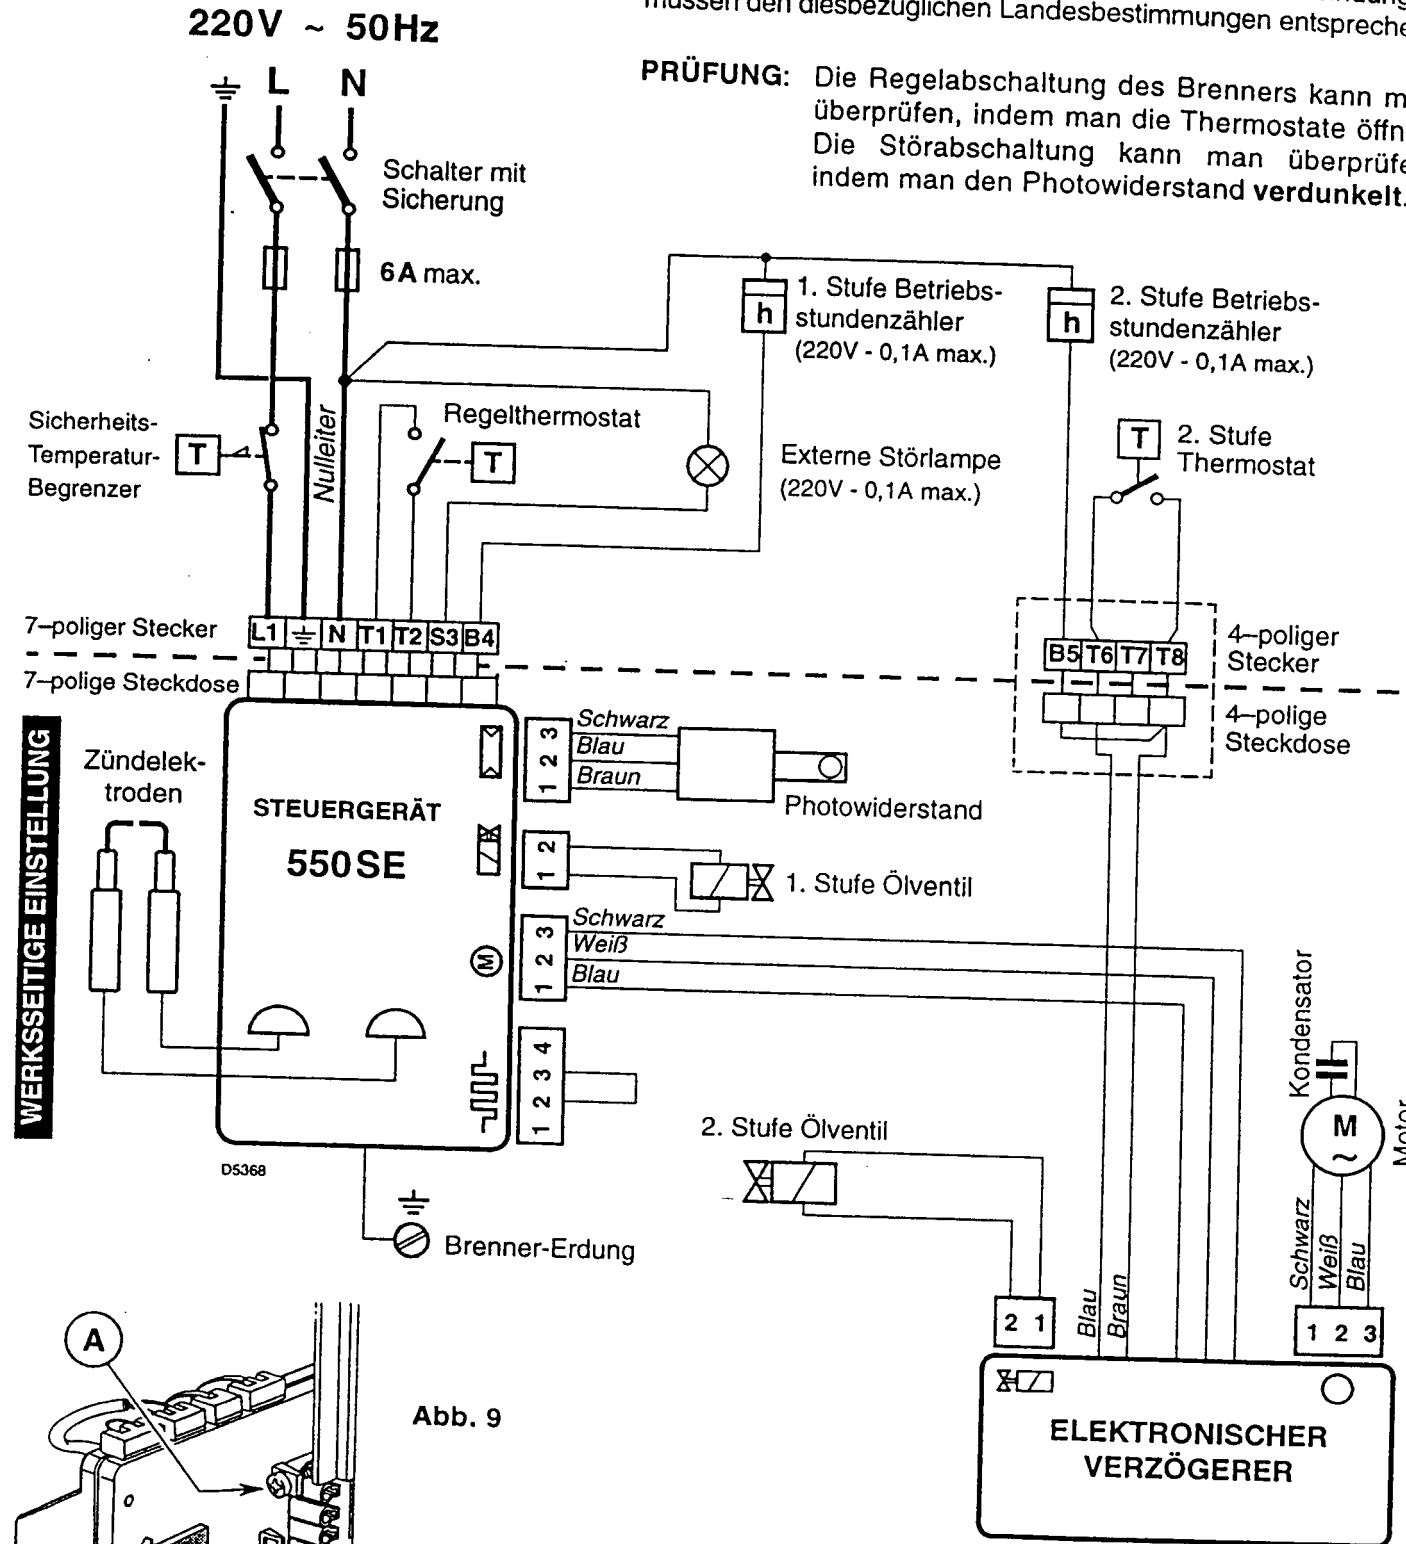 220V ~ 50Hz
müssen den diesbezüglichen Landesbestimmungen
L N
PRÜFUNG: Die Regelabschaltung des Brenners kann
überprüfen, indem man die Thermostate
Die Störabschaltung kann man
indem man den Photowiderstand verdunkelt.
Schalter mit
Sicherung
6A max.
1. Stufe Betriebs-
stundenzähler
(220V - 0,1A max.)
h
2. Stufe Betriebs-
stundenzähler
(220V - 0,1A max.)
h
Sicherheits-
Temperatur-
Begrenzer
T
Nulleiter
Regelthermostat
T
Externe Störlampe
(220V - 0,1A max.)
T
2. Stufe
Thermostat
7–poliger Stecker
L1 N T1 T2 S3 B4
7–polige Steckdose
4–poliger
Stecker
B5 T6 T7 T8
4–polige
Steckdose
WERKSSEITIGE EINSTELLUNG
Zündelek-
troden
STEUERGERÄT
550SE
1 2 3
Schwarz
Blau
Braun
Photowiderstand
1 2
1. Stufe Ölventil
M
1 2 3
Schwarz
Weiß
Blau
1 2 3 4
D5368
Brenner-Erdung
2. Stufe Ölventil
2 1
Blau
Braun
Kondensator
M
~
Motor
Schwarz
Weiß
Blau
1 2 3
ELEKTRONISCHER
VERZÖGERER
A
Abb. 9